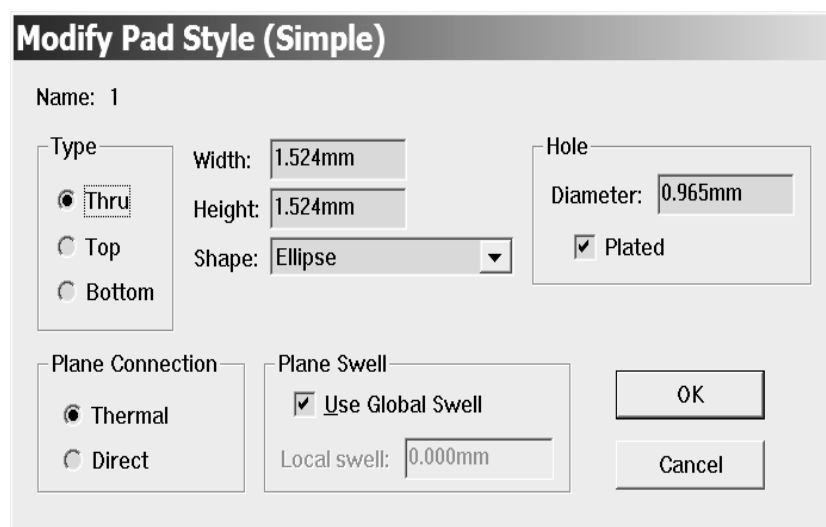 Modify Pad Style (Simple)
Name: 1
Type
Thru
Top
Bottom
Width: 1.524mm
Height: 1.524mm
Shape: Ellipse
Hole
Diameter: 0.965mm
Plated
Plane Connection
Thermal
Direct
Plane Swell
Use Global Swell
Local swell: 0.000mm
OK
Cancel